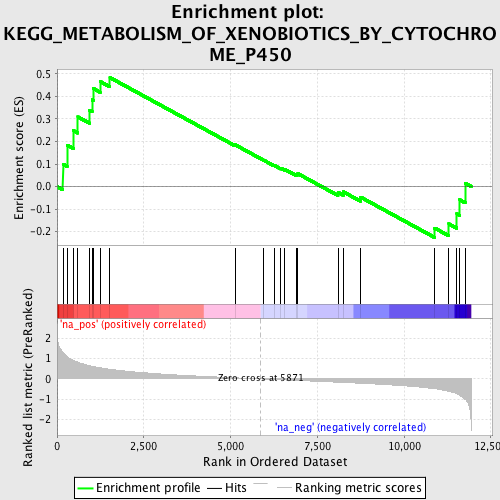 Enrichment plot:
KEGG_METABOLISM_OF_XENOBIOTICS_BY_CYTOCHRO
ME_P450
Enrichment score (ES)
0.5
0.4
0.3
0.2
0.1
0.0
-0.1
-0.2
'na_pos' (positively correlated)
Ranked list metric (PreRanked)
2
1
0
-1
-2
Zero cross at 5871
'na_neg' (negatively correlated)
0
2,500
5,000
7,500
10,000
12,500
Rank in Ordered Dataset
Enrichment profile
Hits
Ranking metric scores